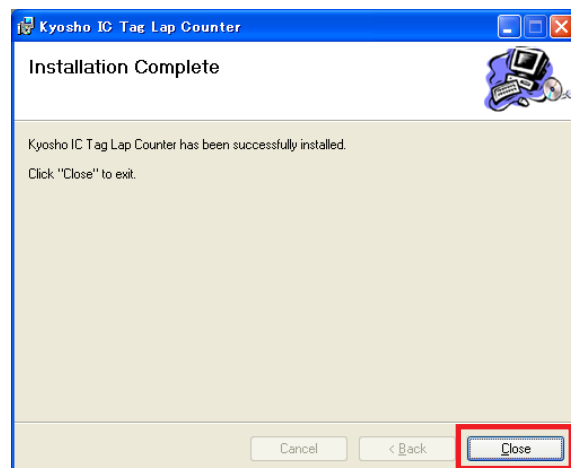 Kyosho IC Tag Lap Counter
Installation Complete
Kyosho IC Tag Lap Counter has been successfully installed.
Click "Close" to exit.
Cancel
< Back
Close